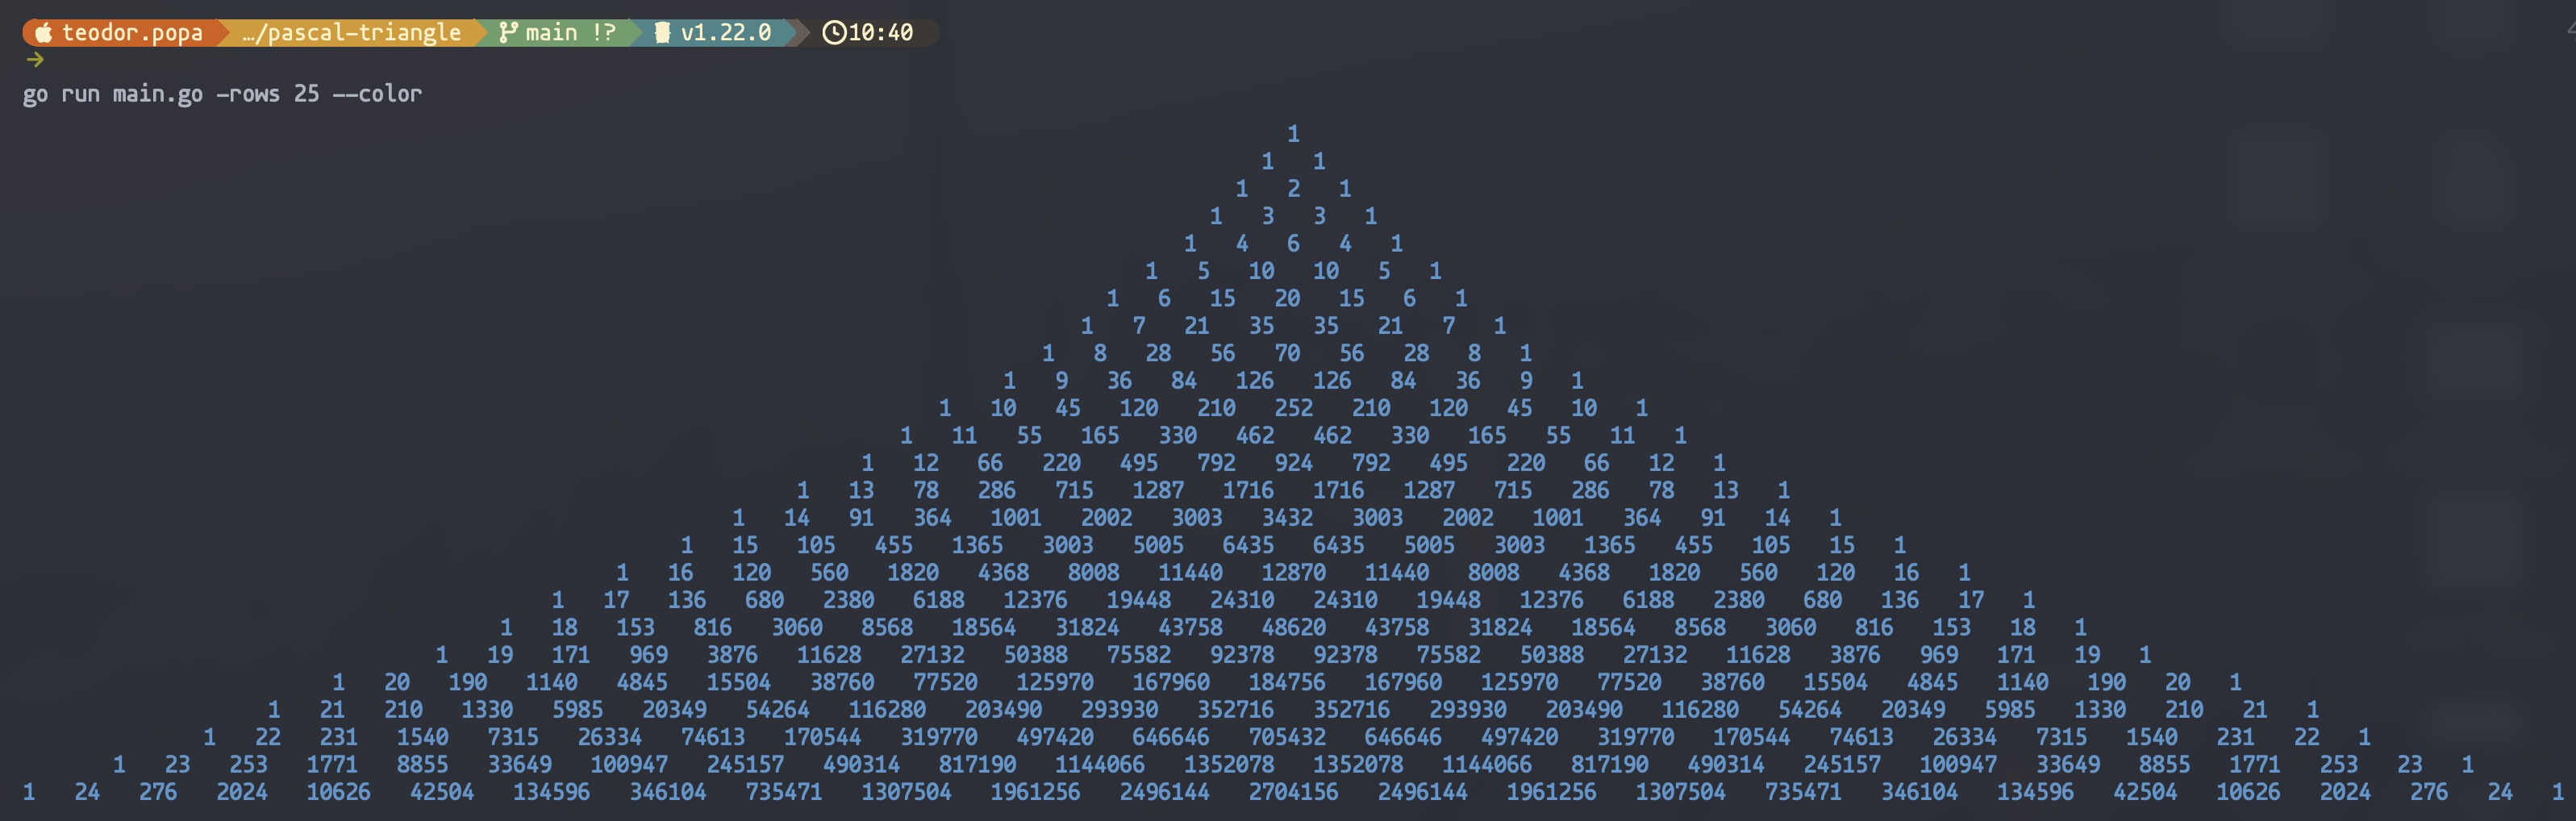 teodor.popa …/pascal-triangle main !? v1.22.0 10:40
→
go run main.go -rows 25 --color
1
1 1
1 2 1
1 3 3 1
1 4 6 4 1
1 5 10 10 5 1
1 6 15 20 15 6 1
1 7 21 35 35 21 7 1
1 8 28 56 70 56 28 8 1
1 9 36 84 126 126 84 36 9 1
1 10 45 120 210 252 210 120 45 10 1
1 11 55 165 330 462 462 330 165 55 11 1
1 12 66 220 495 792 924 792 495 220 66 12 1
1 13 78 286 715 1287 1716 1716 1287 715 286 78 13 1
1 14 91 364 1001 2002 3003 3432 3003 2002 1001 364 91 14 1
1 15 105 455 1365 3003 5005 6435 6435 5005 3003 1365 455 105 15 1
1 16 120 560 1820 4368 8008 11440 12870 11440 8008 4368 1820 560 120 16 1
1 17 136 680 2380 6188 12376 19448 24310 24310 19448 12376 6188 2380 680 136 17 1
1 18 153 816 3060 8568 18564 31824 43758 48620 43758 31824 18564 8568 3060 816 153 18 1
1 19 171 969 3876 11628 27132 50388 75582 92378 92378 75582 50388 27132 11628 3876 969 171 19 1
1 20 190 1140 4845 15504 38760 77520 125970 167960 184756 167960 125970 77520 38760 15504 4845 1140 190 20 1
1 21 210 1330 5985 20349 54264 116280 203490 293930 352716 352716 293930 203490 116280 54264 20349 5985 1330 210 21 1
1 22 231 1540 7315 26334 74613 170544 319770 497420 646646 705432 646646 497420 319770 170544 74613 26334 7315 1540 231 22 1
1 23 253 1771 8855 33649 100947 245157 490314 817190 1144066 1352078 1352078 1144066 817190 490314 245157 100947 33649 8855 1771 253 23 1
1 24 276 2024 10626 42504 134596 346104 735471 1307504 1961256 2496144 2704156 2496144 1961256 1307504 735471 346104 134596 42504 10626 2024 276 24 1